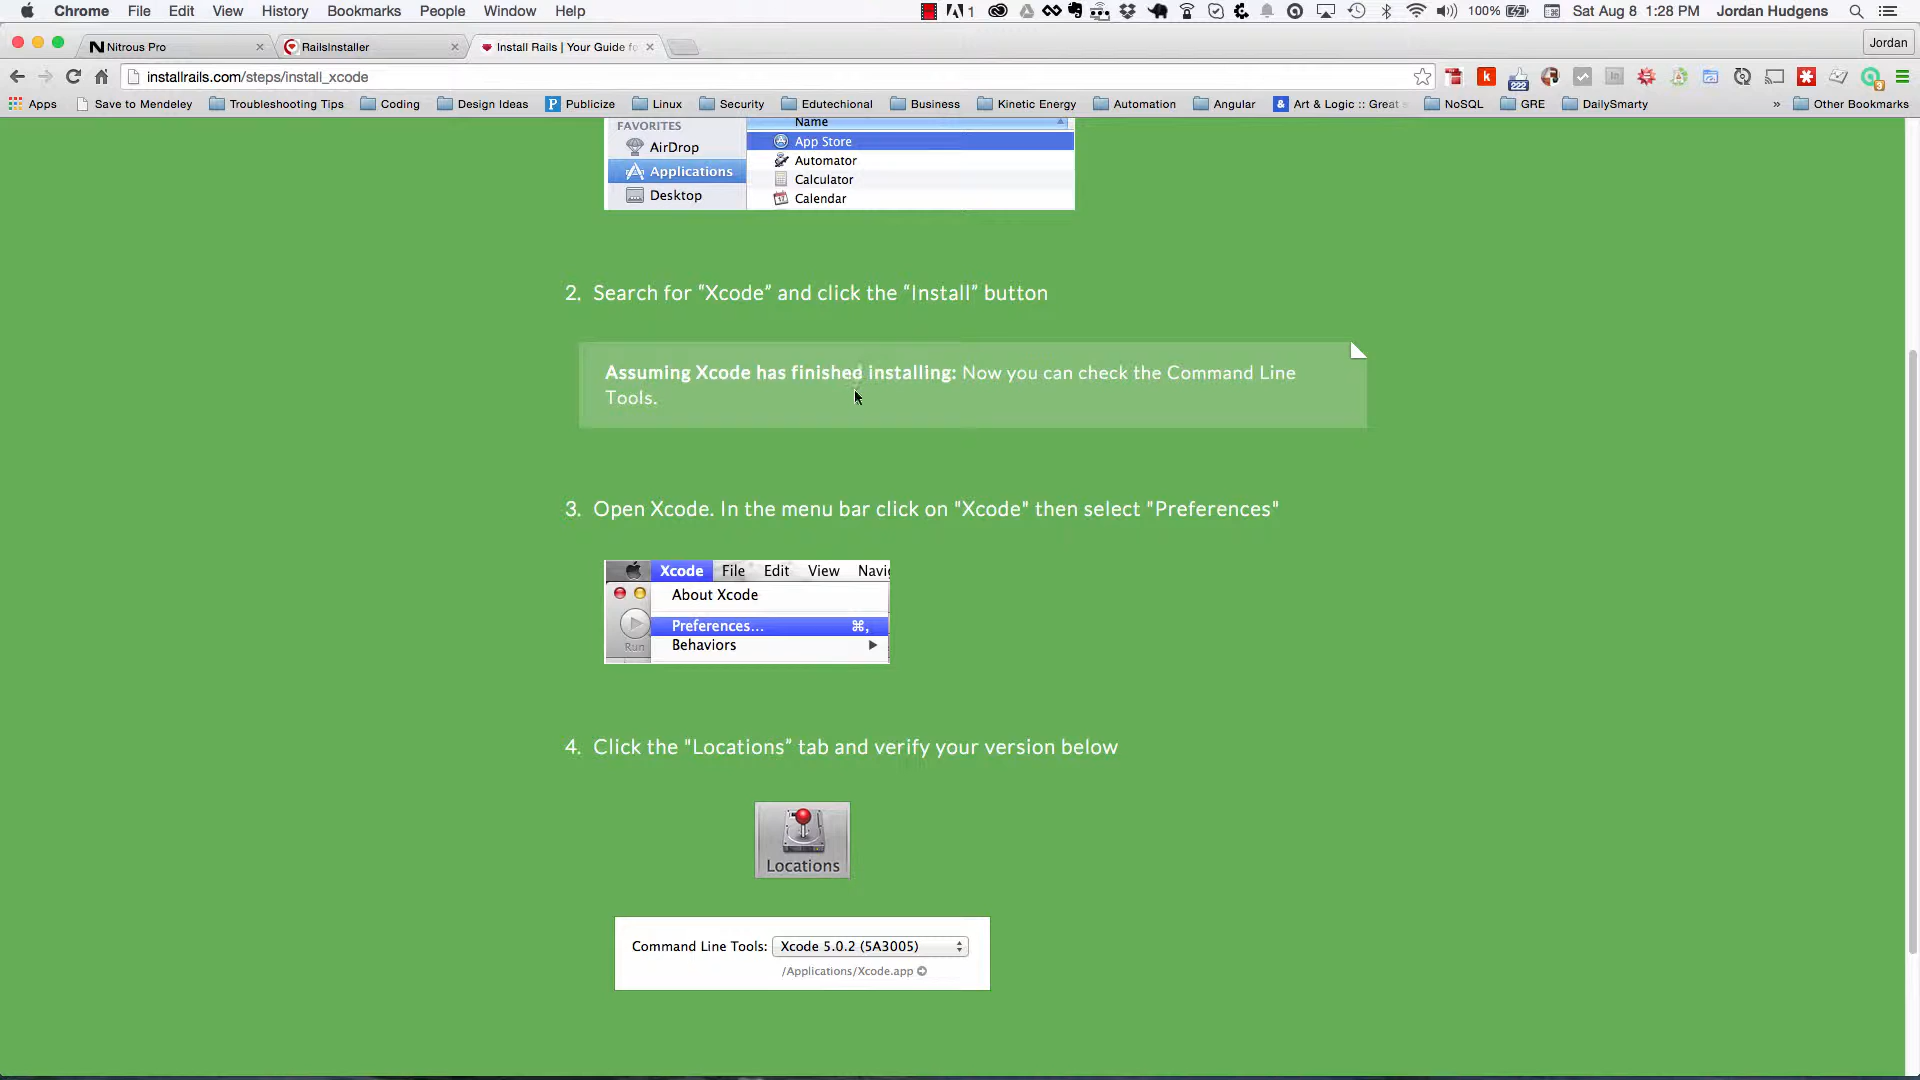 Chrome File Edit View History Bookmarks People Window Help 1 100% Sat Aug 8 1:28 PM Jordan Hudgens
Nitrous Pro RailsInstaller Install Rails | Your Guide fo Jordan
installrails.com/steps/install_xcode
Apps Save to Mendeley Troubleshooting Tips Coding Design Ideas Publicize Linux Security Edutechional Business Kinetic Energy Automation Angular Art & Logic :: Great s NoSQL GRE DailySmarty » Other Bookmarks
FAVORITES
AirDrop
Applications
Desktop
Name
App Store
Automator
Calculator
Calendar
2. Search for "Xcode" and click the "Install" button
Assuming Xcode has finished installing: Now you can check the Command Line
Tools.
3. Open Xcode. In the menu bar click on "Xcode" then select "Preferences"
Xcode File Edit View Navi
About Xcode
Preferences... ⌘,
Behaviors
Run
4. Click the "Locations" tab and verify your version below
Locations
Command Line Tools: Xcode 5.0.2 (5A3005)
/Applications/Xcode.app